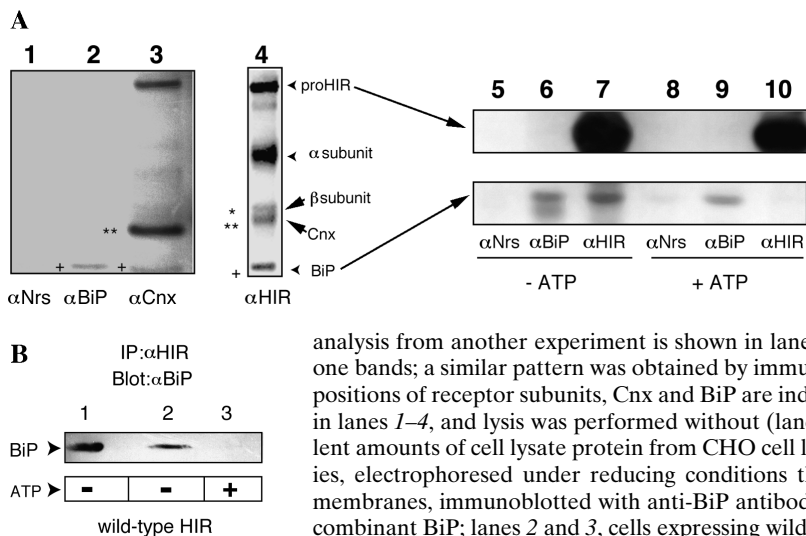 A
1 2 3 4
proHIR
α subunit
* βsubunit
** **
Cnx
+ + + BiP
αNrs αBiP αCnx αHIR
5 6 7 8 9 10
αNrs αBiP αHIR αNrs αBiP αHIR
- ATP + ATP
B
IP:αHIR
Blot:αBiP
1 2 3
BiP
ATP - - +
wild-type HIR
analysis from another experiment is shown in lane
one bands; a similar pattern was obtained by immu
positions of receptor subunits, Cnx and BiP are ind
in lanes 1–4, and lysis was performed without (lan
lent amounts of cell lysate protein from CHO cell l
ies, electrophoresed under reducing conditions th
membranes, immunoblotted with anti-BiP antibod
combinant BiP; lanes 2 and 3, cells expressing wild